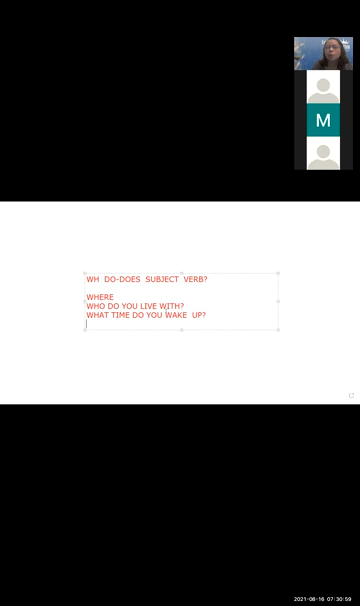 M
WH DO-DOES SUBJECT VERB?
WHERE
WHO DO YOU LIVE WITH?
WHAT TIME DO YOU WAKE UP?
2021-08-16 07:30:59